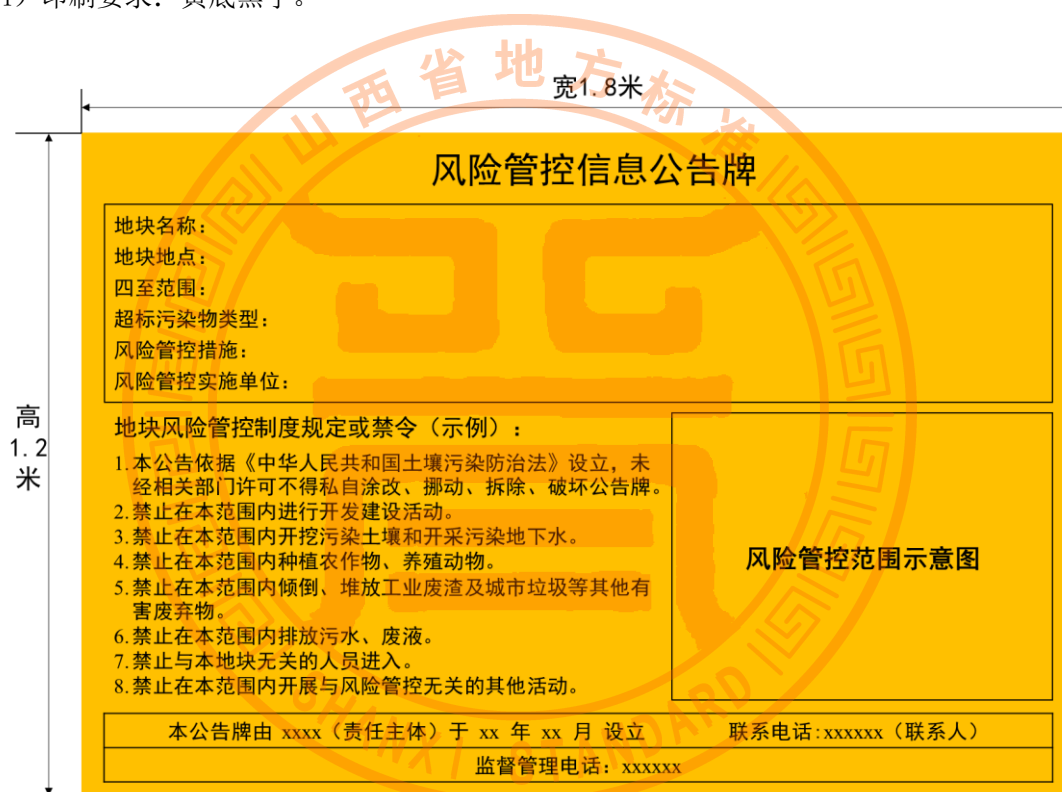 1）印刷要求：黄底黑字。
山西省地方标准
宽1.8米
风险管控信息公告牌
地块名称：
地块地点：
四至范围：
超标污染物类型：
风险管控措施：
风险管控实施单位：
高
1.2
米
地块风险管控制度规定或禁令（示例）：
1.本公告依据《中华人民共和国土壤污染防治法》设立，未
经相关部门许可不得私自涂改、挪动、拆除、破坏公告牌。
2.禁止在本范围内进行开发建设活动。
3.禁止在本范围内开挖污染土壤和开采污染地下水。
4.禁止在本范围内种植农作物、养殖动物。
5.禁止在本范围内倾倒、堆放工业废渣及城市垃圾等其他有
害废弃物。
6.禁止在本范围内排放污水、废液。
7.禁止与本地块无关的人员进入。
8.禁止在本范围内开展与风险管控无关的其他活动。
风险管控范围示意图
本公告牌由 xxxx（责任主体）于 xx 年 xx 月 设立 联系电话:xxxxxx（联系人）
监督管理电话：xxxxxx
SHANXI STANDARD